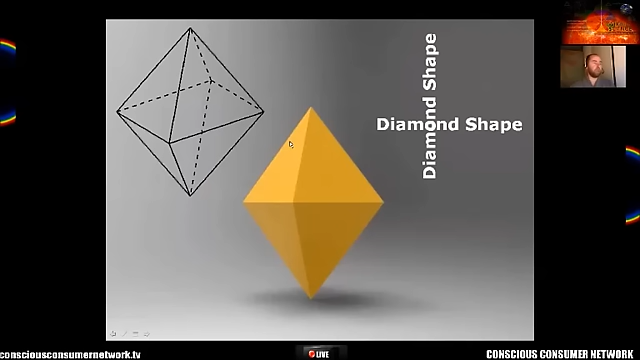 Diamond Shape
Diamond Shape
LIVE
consciousconsumernetwork.tv
CONSCIOUS CONSUMER NETWORK